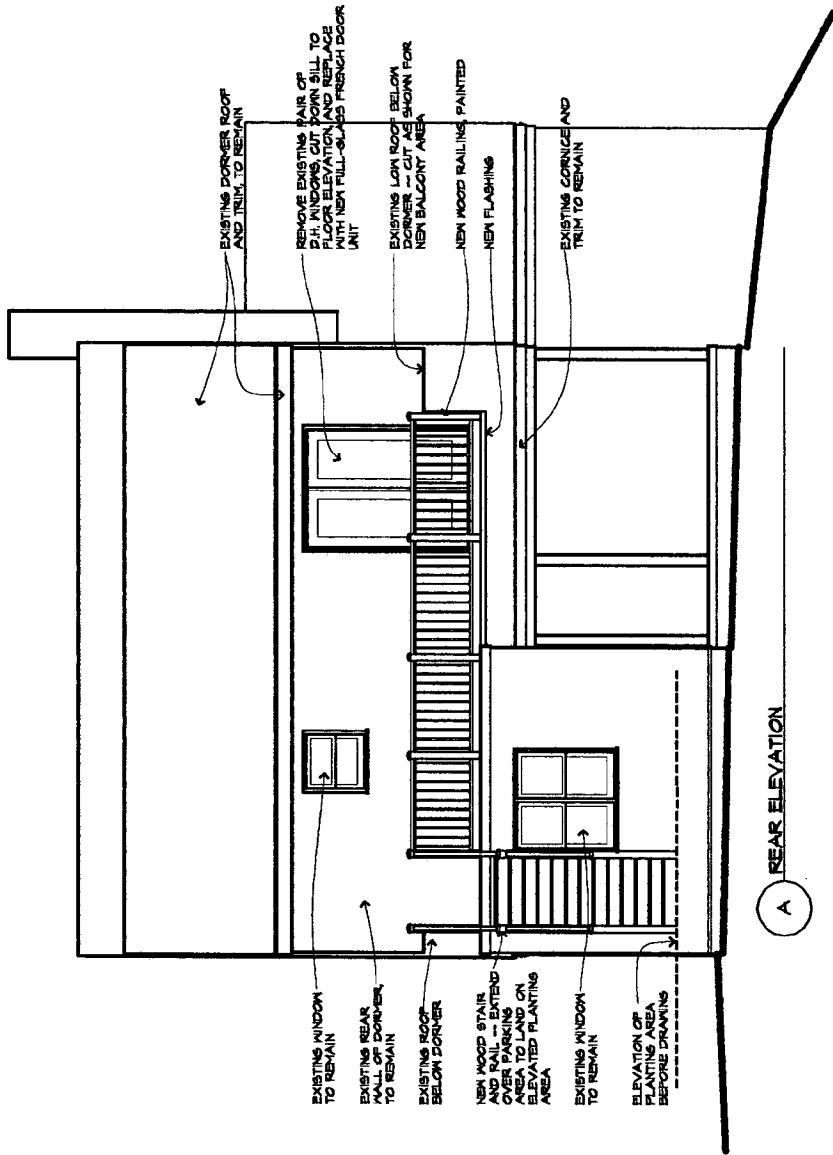 EXISTING DORMER ROOF
AND TRIM, TO REMAIN
REMOVE EXISTING PAIR OF
D.H. WINDOWS, CUT DOWN SILL TO
FLOOR ELEVATION, AND REPLACE
WITH NEW FULL-GLASS FRENCH DOOR
UNIT
EXISTING LOW ROOF BELOW
DORMER -- CUT AS SHOWN FOR
NEW BALCONY AREA
NEW WOOD RAILING, PAINTED
NEW FLASHING
EXISTING CORNICE AND
TRIM TO REMAIN
EXISTING WINDOW
TO REMAIN
EXISTING REAR
WALL OF DORMER,
TO REMAIN
EXISTING ROOF
BELOW DORMER
NEW WOOD STAIR
AND RAIL -- EXTEND
OVER PARKING
AREA TO LAND ON
ELEVATED PLANTING
AREA
EXISTING WINDOW
TO REMAIN
ELEVATION OF
PLANTING AREA
BEFORE DRAWING
A
REAR ELEVATION